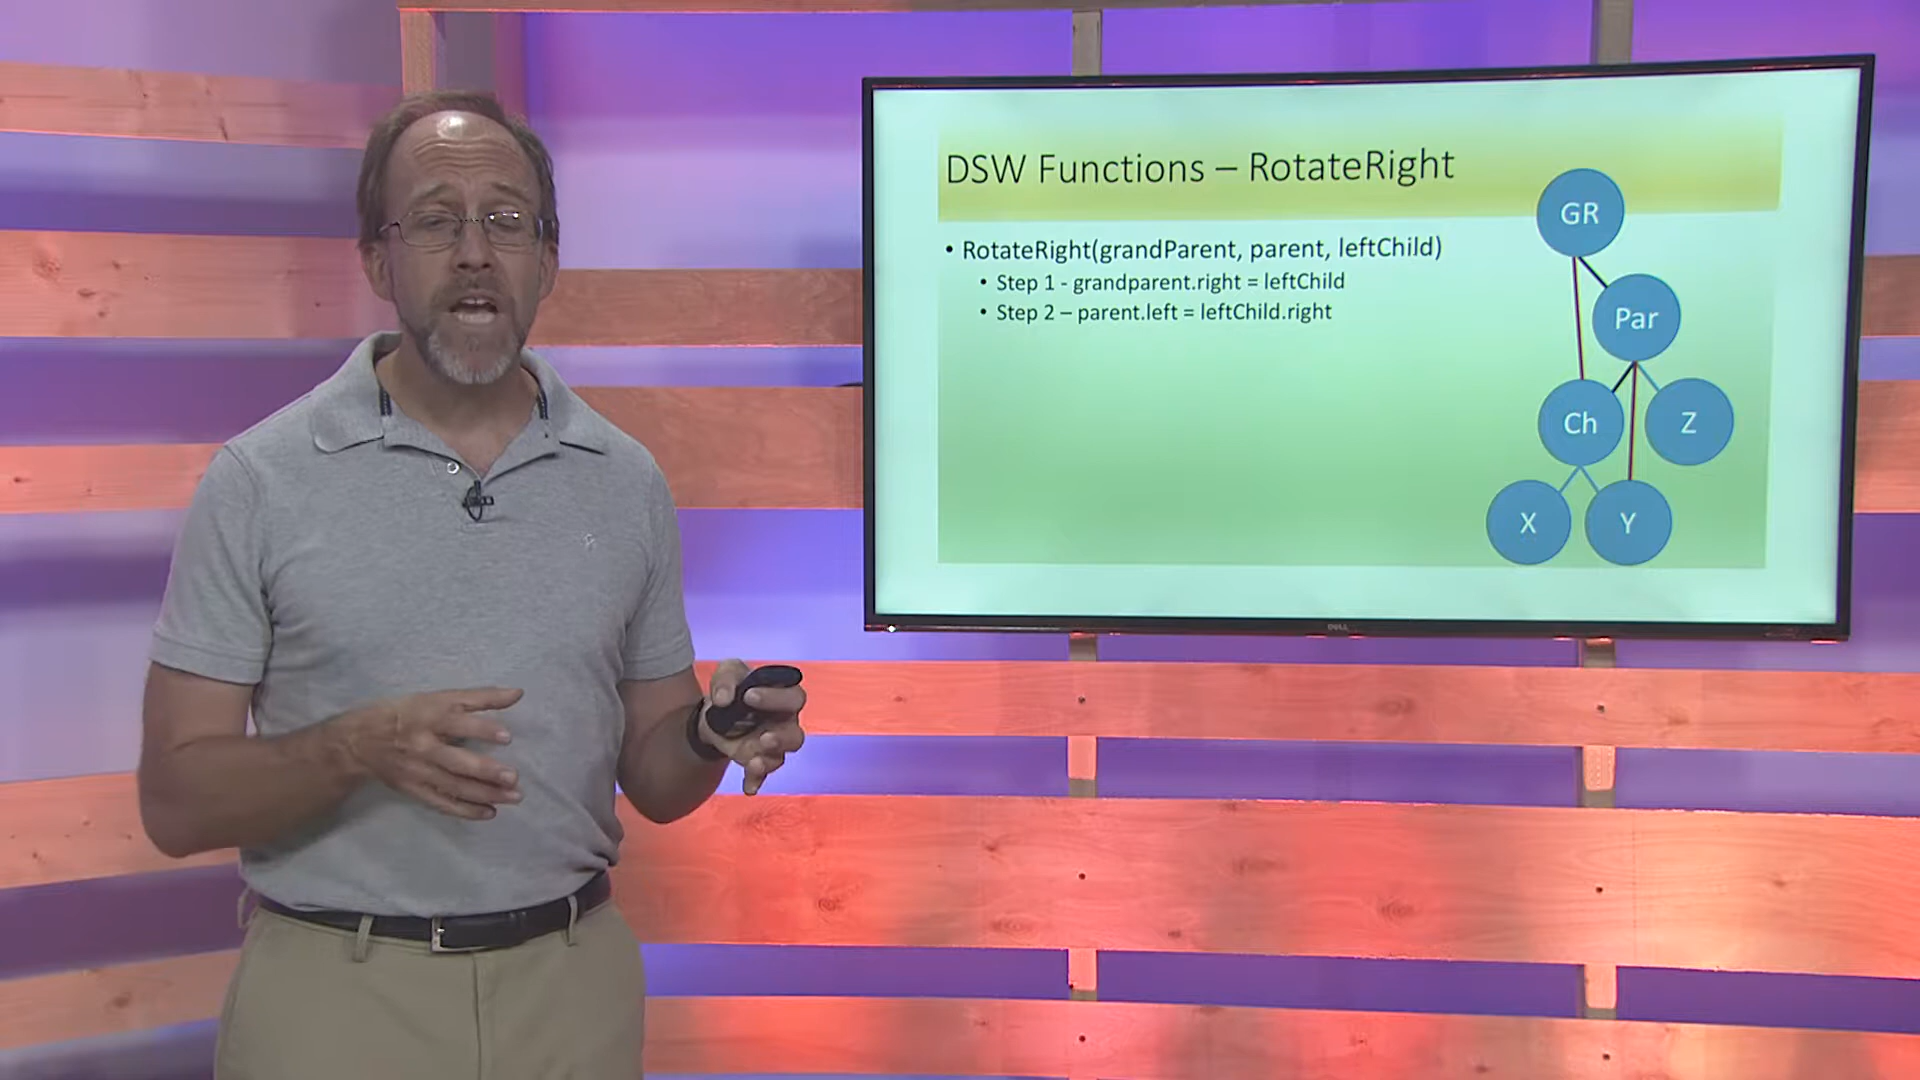 DSW Functions – RotateRight
• RotateRight(grandParent, parent, leftChild)
• Step 1 - grandparent.right = leftChild
• Step 2 – parent.left = leftChild.right
GR
Par
Ch
Z
X
Y
DELL